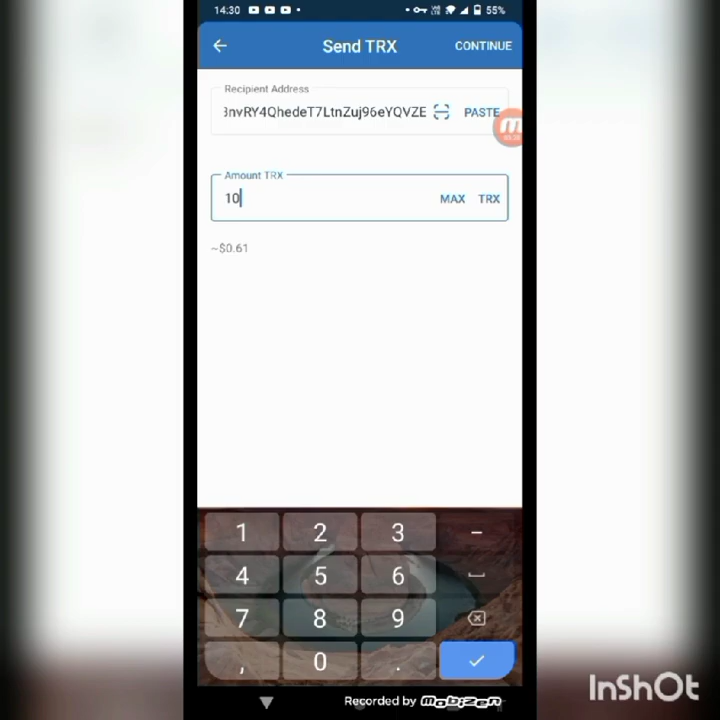 14:30
55%
Send TRX
CONTINUE
Recipient Address
3nvRY4QhedeT7LtnZuj96eYQVZE
PASTE
Amount TRX
10
MAX TRX
~$0.61
1 2 3 -
4 5 6
7 8 9
, 0 .
Recorded by mobizen
InShOt